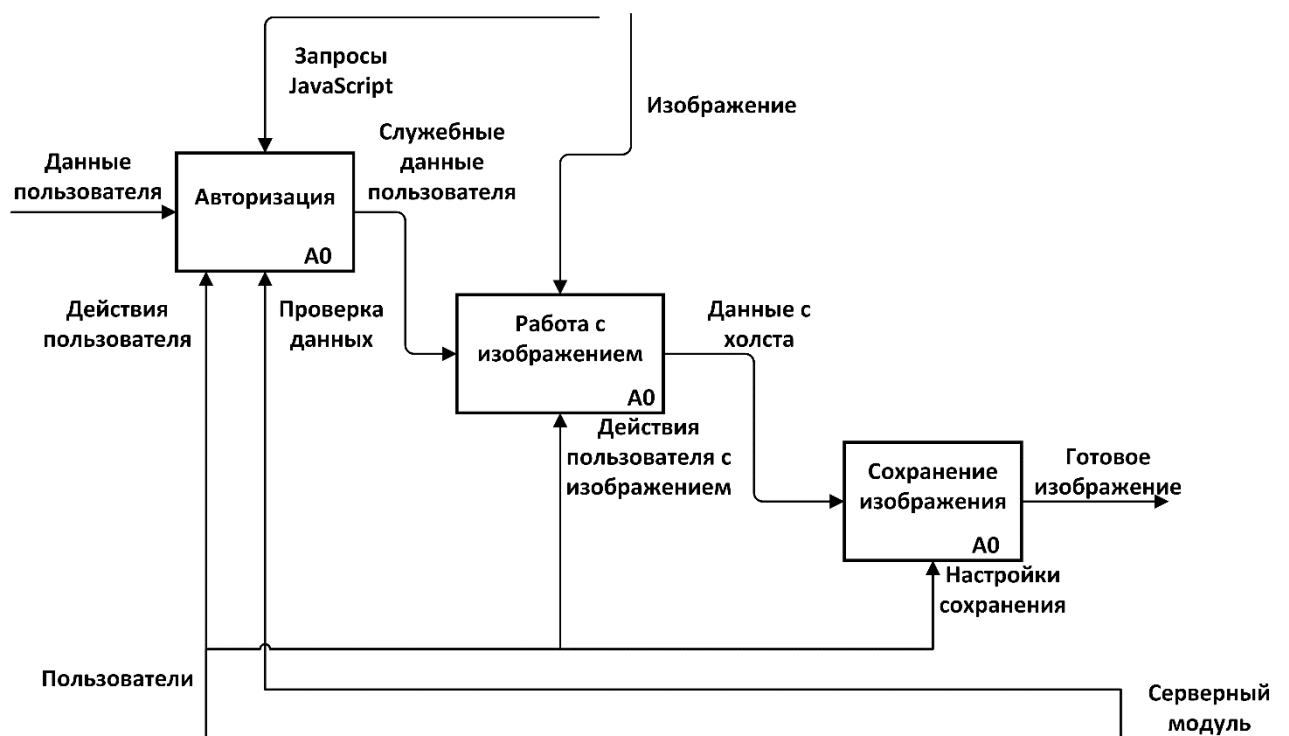 Запросы
JavaScript
Изображение
Служебные
данные
пользователя
Данные
пользователя
Авторизация
A0
Действия
пользователя
Проверка
данных
Работа с
изображением
A0
Данные с
холста
Действия
пользователя с
изображением
Сохранение
изображения
A0
Готовое
изображение
Настройки
сохранения
Пользователи
Серверный
модуль